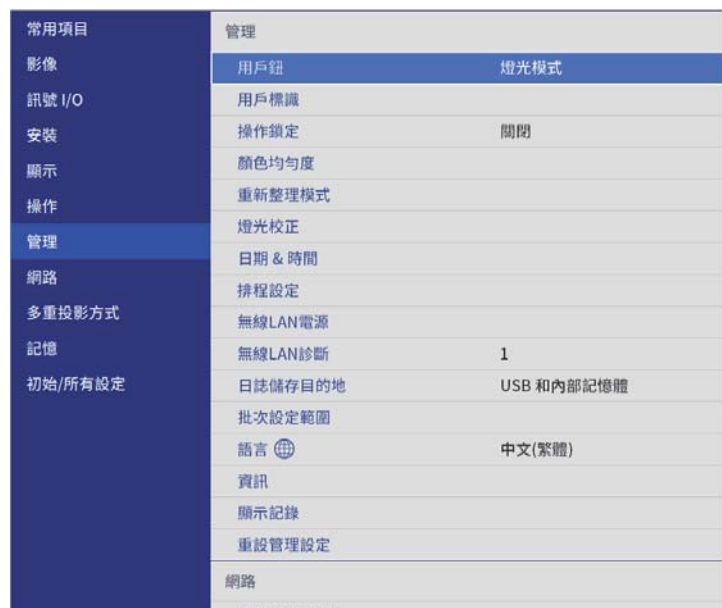 常用項目
影像
訊號 I/O
安裝
顯示
操作
管理
網路
多重投影方式
記憶
初始/所有設定
管理
用戶鈕 燈光模式
用戶標識
操作鎖定 關閉
顏色均勻度
重新整理模式
燈光校正
日期 & 時間
排程設定
無線LAN電源
無線LAN診斷 1
日誌儲存目的地 USB 和內部記憶體
批次設定範圍
語言 中文(繁體)
資訊
顯示記錄
重設管理設定
網路